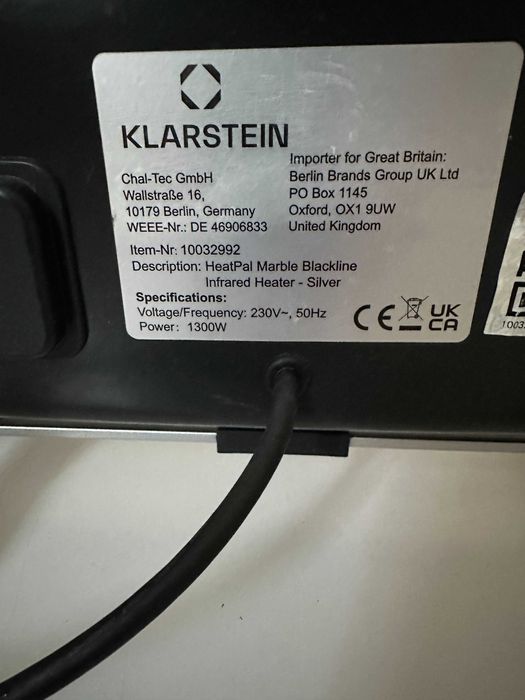 KLARSTEIN
Chal-Tec GmbH
Wallstraße 16,
10179 Berlin, Germany
WEEE-Nr.: DE 46906833
Importer for Great Britain:
Berlin Brands Group UK Ltd
PO Box 1145
Oxford, OX1 9UW
United Kingdom
Item-Nr: 10032992
Description: HeatPal Marble Blackline
Infrared Heater - Silver
Specifications:
Voltage/Frequency: 230V~, 50Hz
Power: 1300W
CE
UK
CA